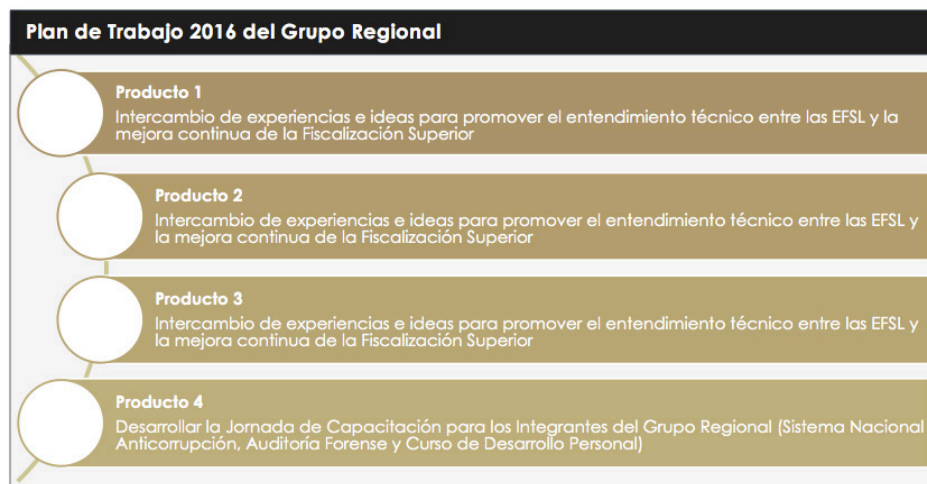 Plan de Trabajo 2016 del Grupo Regional
Producto 1
Intercambio de experiencias e ideas para promover el entendimiento técnico entre las EFSL y la
mejora continua de la Fiscalización Superior
Producto 2
Intercambio de experiencias e ideas para promover el entendimiento técnico entre las EFSL y
la mejora continua de la Fiscalización Superior
Producto 3
Intercambio de experiencias e ideas para promover el entendimiento técnico entre las EFSL y
la mejora continua de la Fiscalización Superior
Producto 4
Desarrollar la Jornada de Capacitación para los Integrantes del Grupo Regional (Sistema Nacional
Anticorrupción, Auditoría Forense y Curso de Desarrollo Personal)